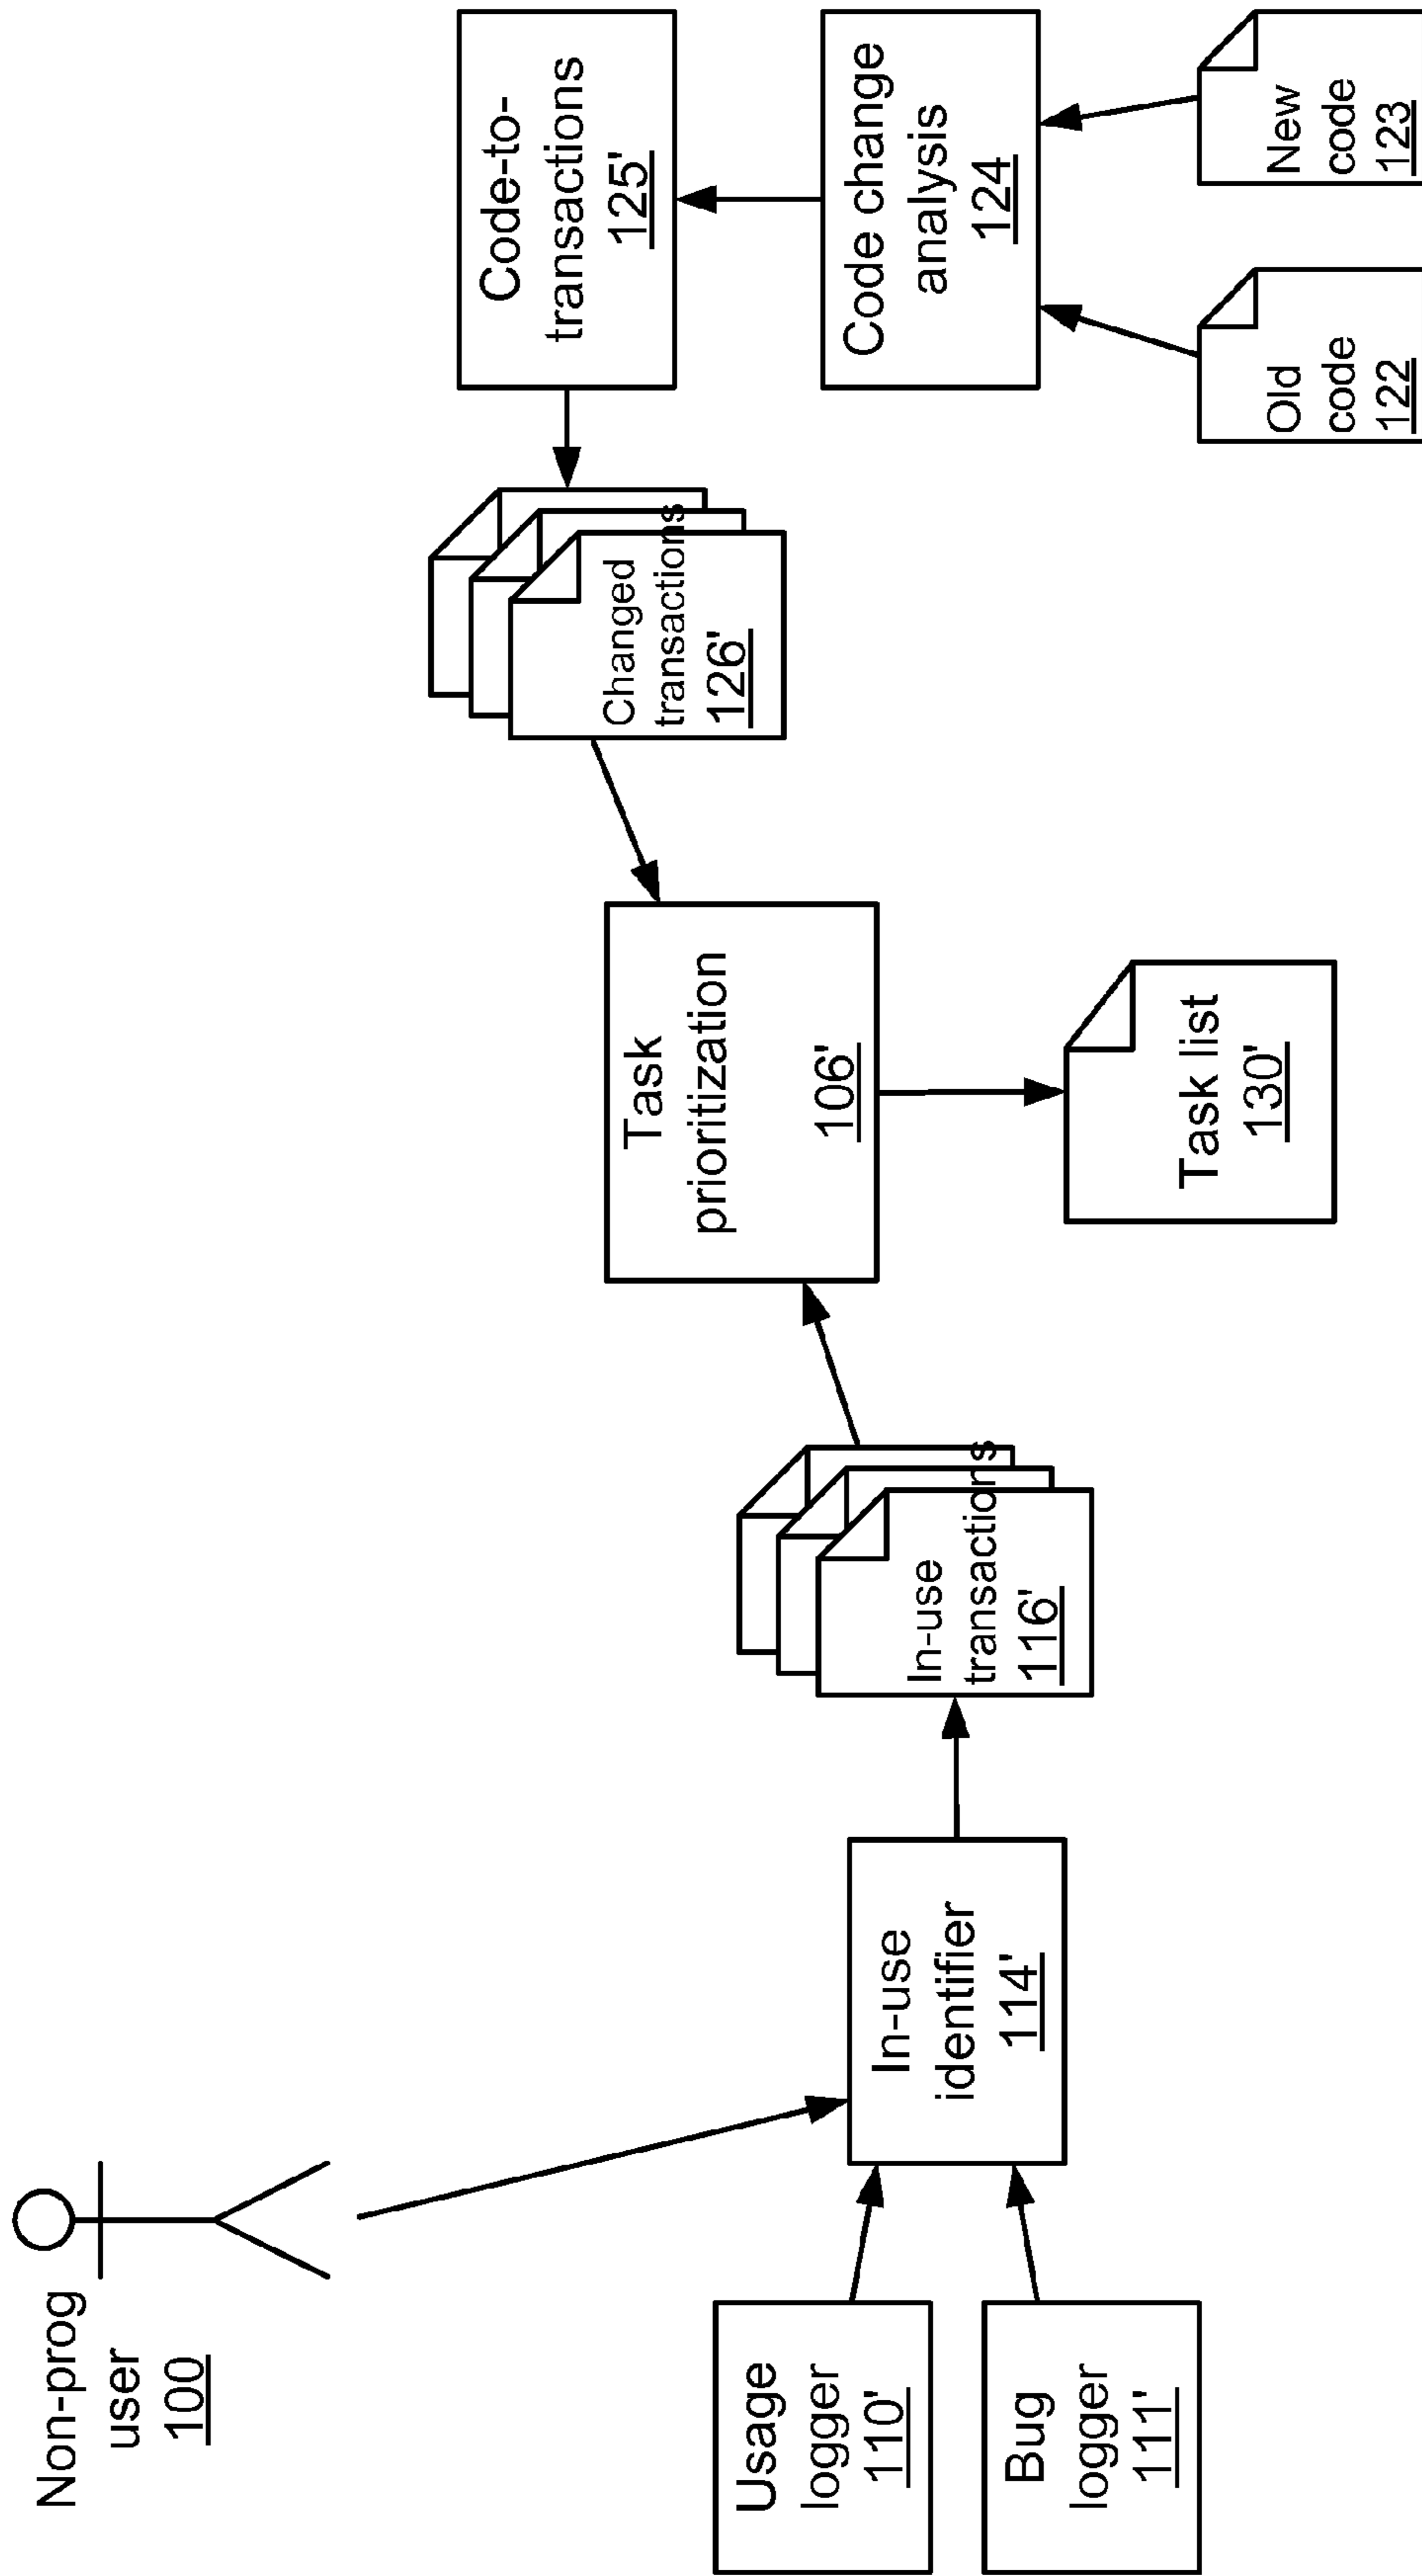 Non-prog
user
100
Usage
logger
110'
Bug
logger
111'
In-use
identifier
114'
In-use
transactions
116'
Task
prioritization
106'
Task list
130'
Changed
transactions
126'
Code-to-
transactions
125'
Code change
analysis
124
Old
code
122
New
code
123